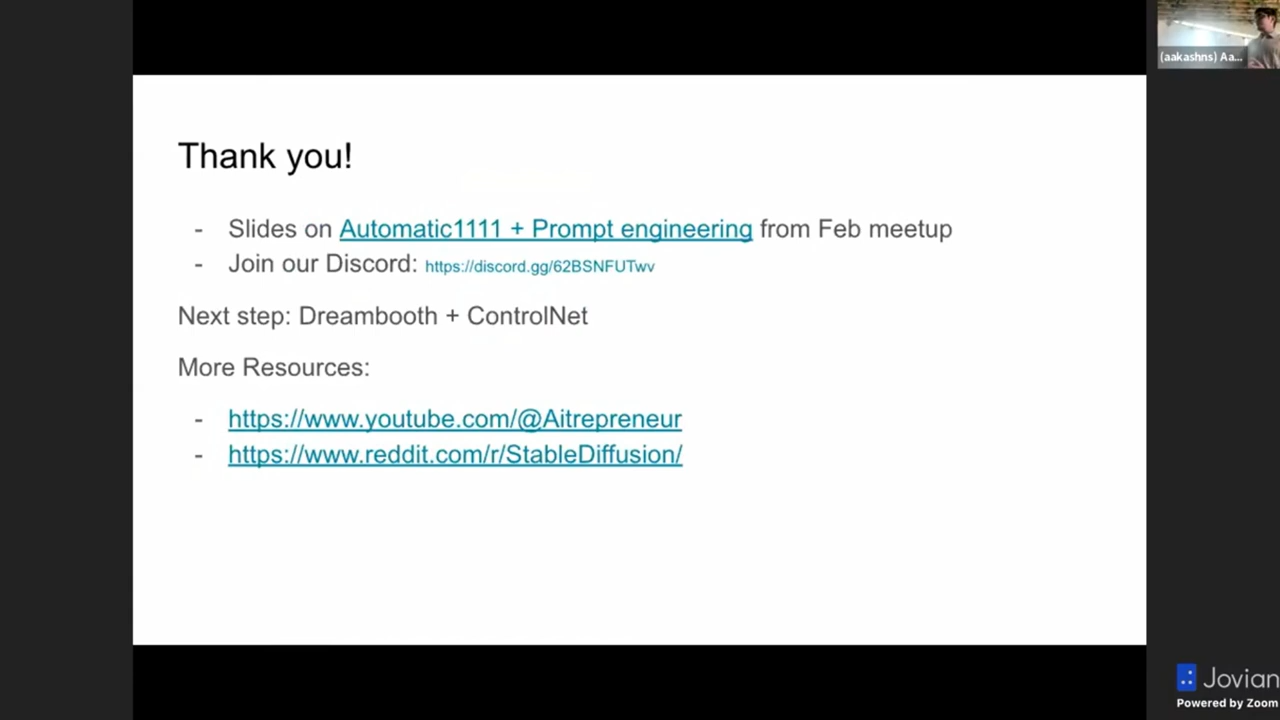 (aakashns) Aa...
Thank you!
- Slides on Automatic1111 + Prompt engineering from Feb meetup
- Join our Discord: https://discord.gg/62BSNFUTwv
Next step: Dreambooth + ControlNet
More Resources:
- https://www.youtube.com/@Aitrepreneur
- https://www.reddit.com/r/StableDiffusion/
Jovian
Powered by Zoom